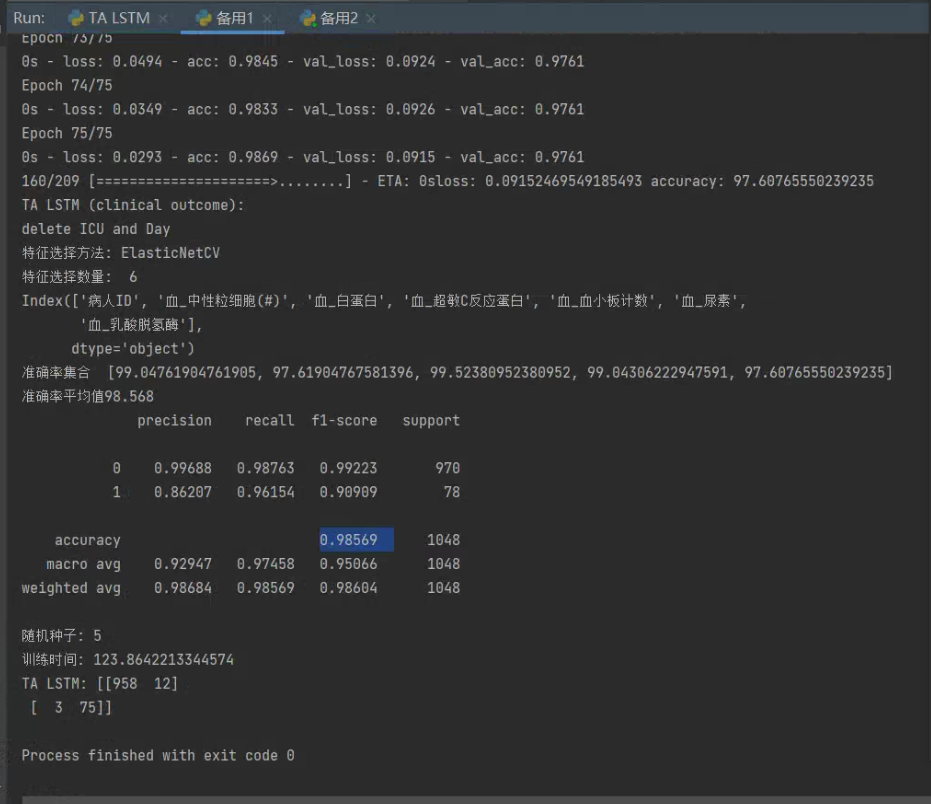 Run: TA LSTM × 备用1 × 备用2 ×
Epoch 73/75
0s - loss: 0.0494 - acc: 0.9845 - val_loss: 0.0924 - val_acc: 0.9761
Epoch 74/75
0s - loss: 0.0349 - acc: 0.9833 - val_loss: 0.0926 - val_acc: 0.9761
Epoch 75/75
0s - loss: 0.0293 - acc: 0.9869 - val_loss: 0.0915 - val_acc: 0.9761
160/209 [=====================>........] - ETA: 0sloss: 0.09152469549185493 accuracy: 97.60765550239235
TA LSTM (clinical outcome):
delete ICU and Day
特征选择方法: ElasticNetCV
特征选择数量:  6
Index(['病人ID', '血_中性粒细胞(#)', '血_白蛋白', '血_超敏C反应蛋白', '血_血小板计数', '血_尿素',
'血_乳酸脱氢酶'],
dtype='object')
准确率集合  [99.04761904761905, 97.61904767581396, 99.52380952380952, 99.04306222947591, 97.60765550239235]
准确率平均值98.568
precision recall f1-score support
0 0.99688 0.98763 0.99223 970
1 0.86207 0.96154 0.90909 78
accuracy 0.98569 1048
macro avg 0.92947 0.97458 0.95066 1048
weighted avg 0.98684 0.98569 0.98604 1048
随机种子: 5
训练时间: 123.8642213344574
TA LSTM: [[958  12]
[  3  75]]
Process finished with exit code 0